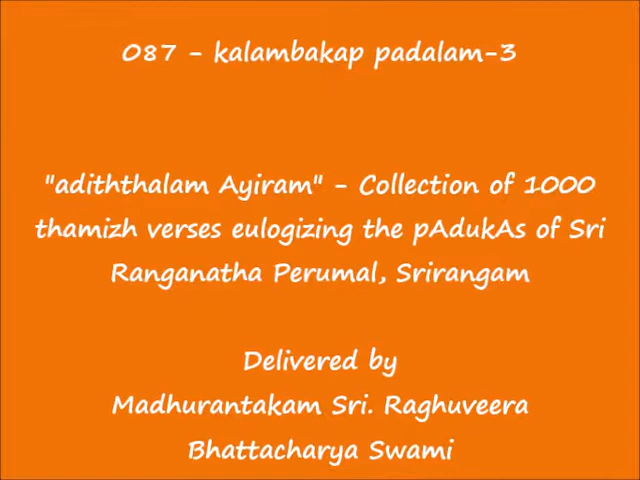 087 - kalambakap padalam-3
"adiththalam Ayiram" - Collection of 1000
thamizh verses eulogizing the pAdukAs of Sri
Ranganatha Perumal, Srirangam
Delivered by
Madhurantakam Sri. Raghuveera
Bhattacharya Swami